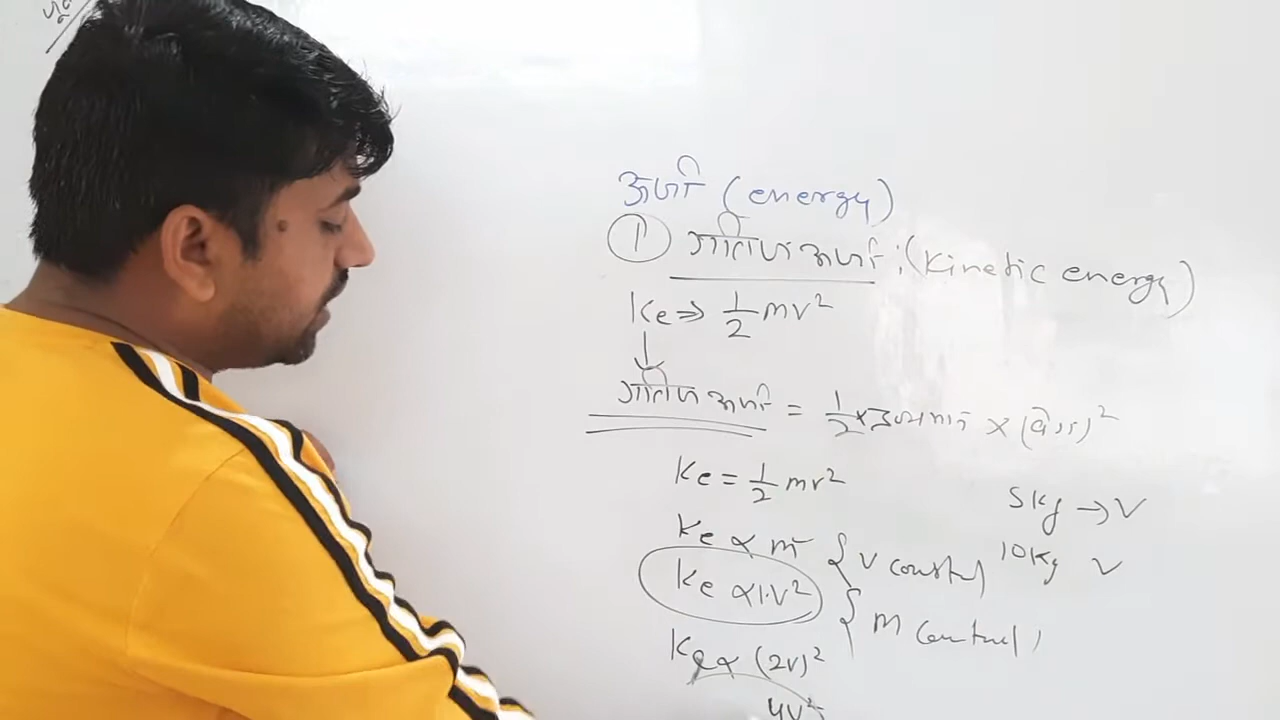 ऊर्जा (energy)
① गतिज ऊर्जा : (Kinetic energy)
Ke ⇒ 1/2 mv²
↓
गतिज ऊर्जा = 1/2 × द्रव्यमान × (वेग)²
Ke = 1/2 mv²
5kg → V
Ke ∝ m { v constant
10kg V
Ke ∝ 1·V² { m constant
Ke ∝ (2v)²
4v²